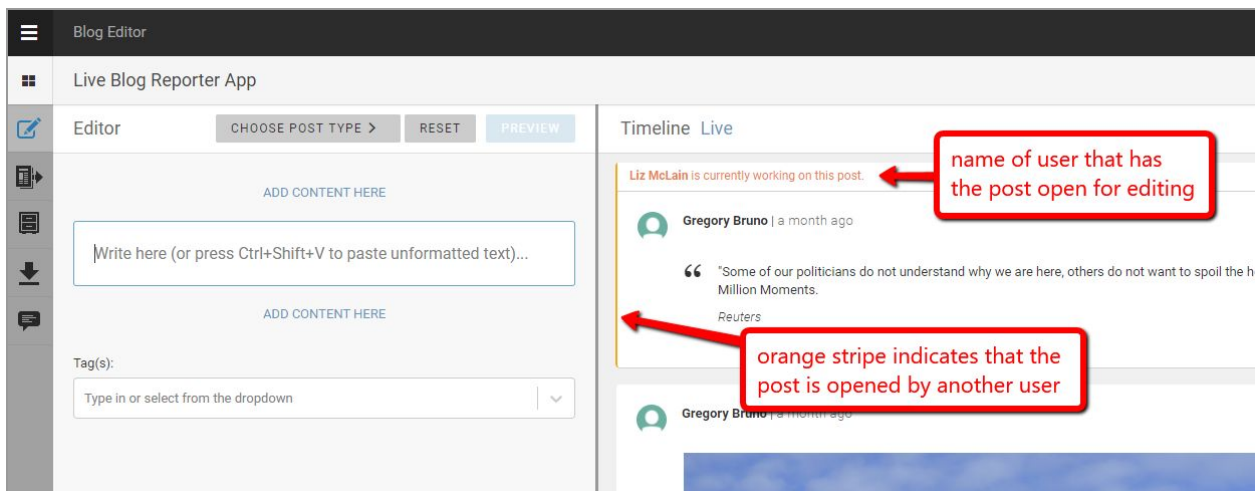 Blog Editor
Live Blog Reporter App
Editor
CHOOSE POST TYPE >
RESET
PREVIEW
ADD CONTENT HERE
Write here (or press Ctrl+Shift+V to paste unformatted text)...
ADD CONTENT HERE
Tag(s):
Type in or select from the dropdown
Timeline Live
Liz McLain is currently working on this post.
name of user that has
the post open for editing
Gregory Bruno | a month ago
"Some of our politicians do not understand why we are here, others do not want to spoil the h
Million Moments.
Reuters
orange stripe indicates that the
post is opened by another user
Gregory Bruno | a month ago